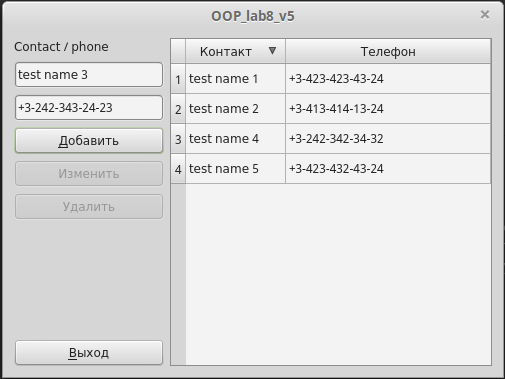 OOP_lab8_v5
Contact / phone
test name 3
+3-242-343-24-23
Добавить
Изменить
Удалить
Выход
Контакт Телефон
1 test name 1 +3-423-423-43-24
2 test name 2 +3-413-414-13-24
3 test name 4 +3-242-342-34-32
4 test name 5 +3-423-432-43-24